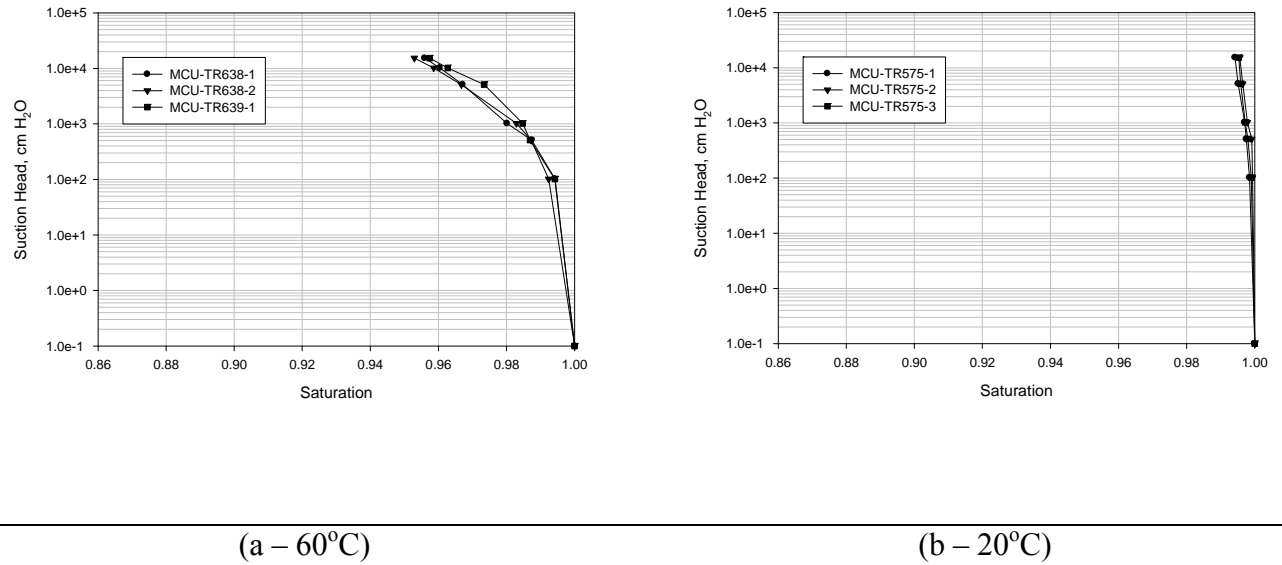 1.0e+5
1.0e+4
1.0e+3
1.0e+2
1.0e+1
1.0e+0
1.0e-1
Suction Head, cm H₂O
MCU-TR638-1
MCU-TR638-2
MCU-TR639-1
0.86 0.88 0.90 0.92 0.94 0.96 0.98 1.00
Saturation
1.0e+5
1.0e+4
1.0e+3
1.0e+2
1.0e+1
1.0e+0
1.0e-1
Suction Head, cm H₂O
MCU-TR575-1
MCU-TR575-2
MCU-TR575-3
0.86 0.88 0.90 0.92 0.94 0.96 0.98 1.00
Saturation
(a – 60°C)
(b – 20°C)